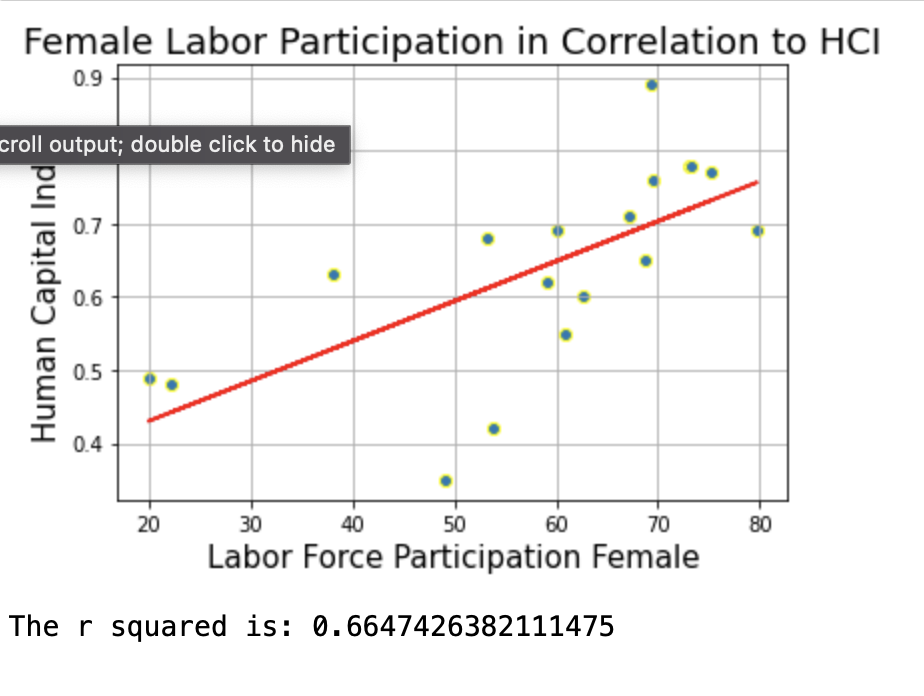 Female Labor Participation in Correlation to HCI
0.9
croll output; double click to hide
Human Capital Ind
0.7
0.6
0.5
0.4
20 30 40 50 60 70 80
Labor Force Participation Female
The r squared is: 0.6647426382111475